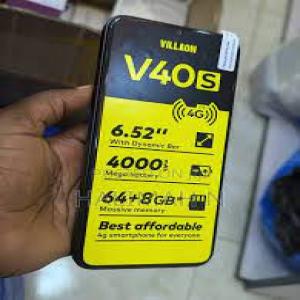 VILLAON
V40s
4G
6.52"
With Dynamic Bar
4000
Mega battery
64+8GB
Massive memory
Best affordable
4g smartphone for everyone